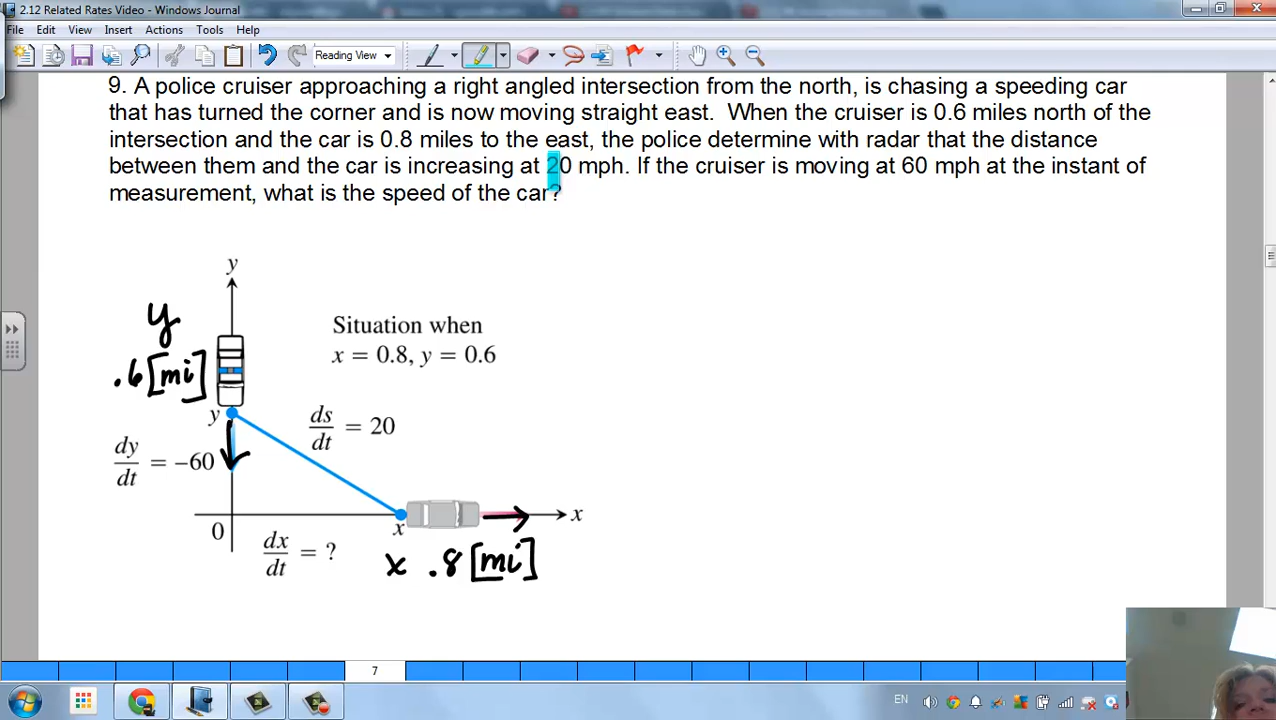 2.12 Related Rates Video - Windows Journal
File Edit View Insert Actions Tools Help
Reading View
9. A police cruiser approaching a right angled intersection from the north, is chasing a speeding car
that has turned the corner and is now moving straight east. When the cruiser is 0.6 miles north of the
intersection and the car is 0.8 miles to the east, the police determine with radar that the distance
between them and the car is increasing at 20 mph. If the cruiser is moving at 60 mph at the instant of
measurement, what is the speed of the car?
y
y
Situation when
x = 0.8, y = 0.6
.6 [mi]
y
ds/dt = 20
dy/dt = –60
x
0
x
dx/dt = ?
x .8 [mi]
7
EN